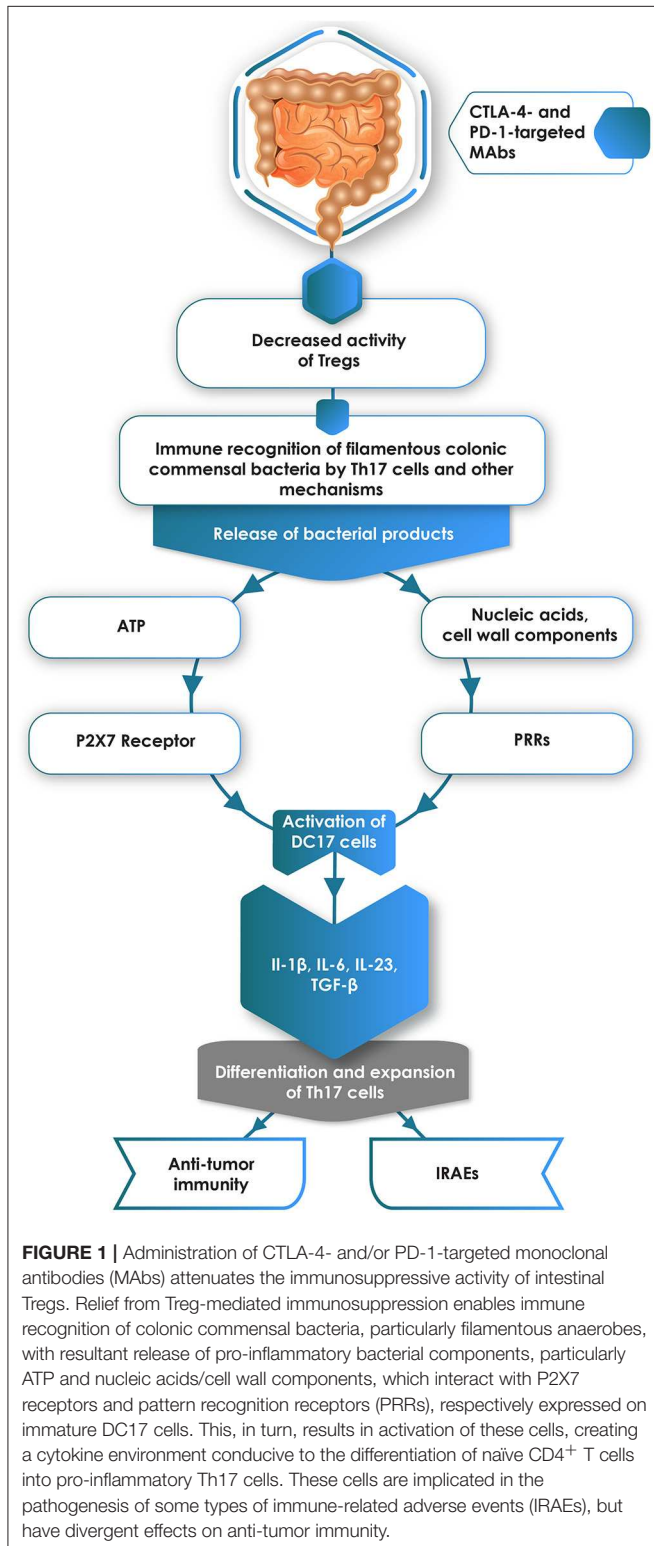 CTLA-4- and
PD-1-targeted
MAbs
Decreased activity
of Tregs
Immune recognition of filamentous colonic
commensal bacteria by Th17 cells and other
mechanisms
Release of bacterial products
ATP
Nucleic acids,
cell wall components
P2X7 Receptor
PRRs
Activation of
DC17 cells
Il-1β, IL-6, IL-23,
TGF-β
Differentiation and expansion
of Th17 cells
Anti-tumor
immunity
IRAEs
FIGURE 1 | Administration of CTLA-4- and/or PD-1-targeted monoclonal
antibodies (MAbs) attenuates the immunosuppressive activity of intestinal
Tregs. Relief from Treg-mediated immunosuppression enables immune
recognition of colonic commensal bacteria, particularly filamentous anaerobes,
with resultant release of pro-inflammatory bacterial components, particularly
ATP and nucleic acids/cell wall components, which interact with P2X7
receptors and pattern recognition receptors (PRRs), respectively expressed on
immature DC17 cells. This, in turn, results in activation of these cells, creating
a cytokine environment conducive to the differentiation of naïve CD4+ T cells
into pro-inflammatory Th17 cells. These cells are implicated in the
pathogenesis of some types of immune-related adverse events (IRAEs), but
have divergent effects on anti-tumor immunity.